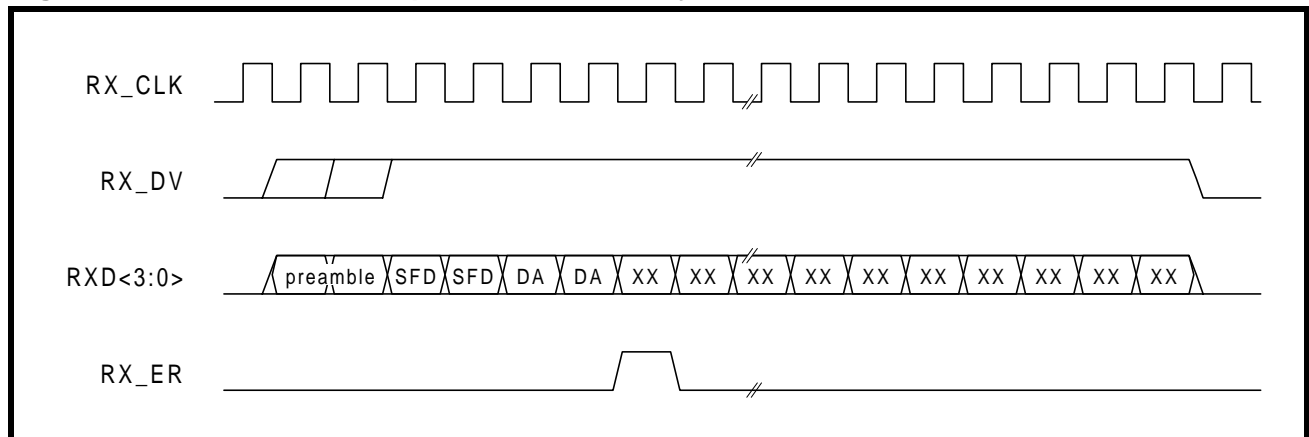 RX_CLK
RX_DV
RXD<3:0> preamble SFD SFD DA DA XX XX XX XX XX XX XX XX XX XX
RX_ER